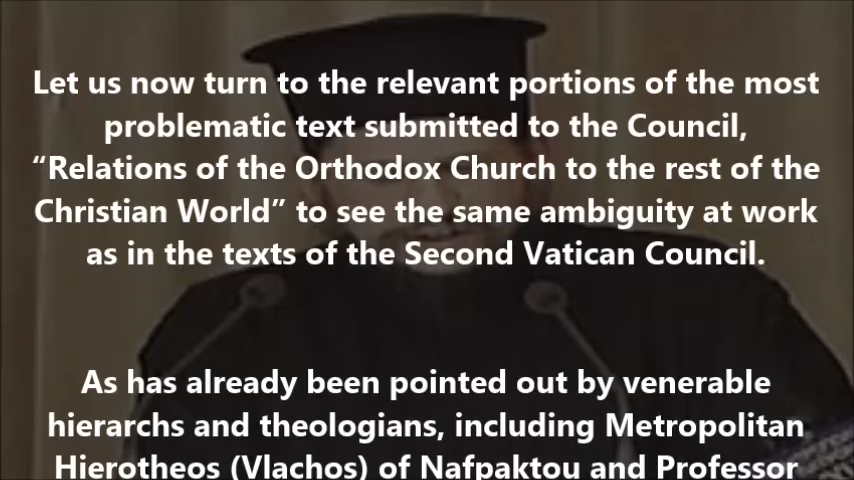 Let us now turn to the relevant portions of the most
problematic text submitted to the Council,
“Relations of the Orthodox Church to the rest of the
Christian World” to see the same ambiguity at work
as in the texts of the Second Vatican Council.
As has already been pointed out by venerable
hierarchs and theologians, including Metropolitan
Hierotheos (Vlachos) of Nafpaktou and Professor